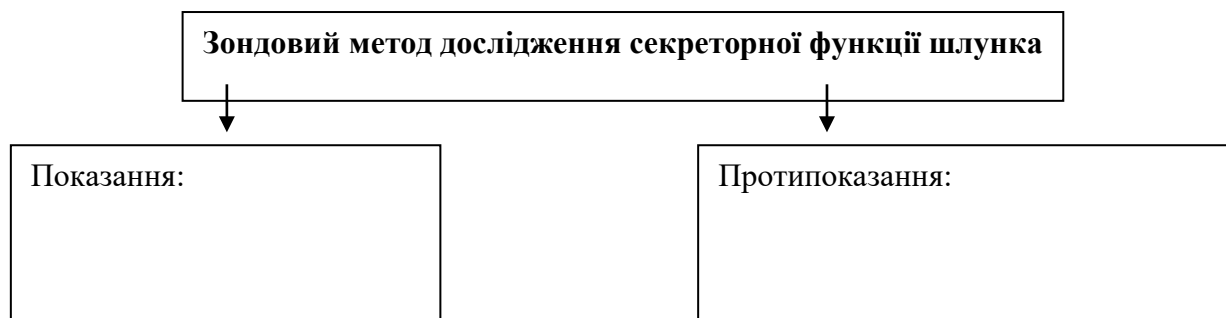 Зондовий метод дослідження секреторної функції шлунка
Показання:
Протипоказання: